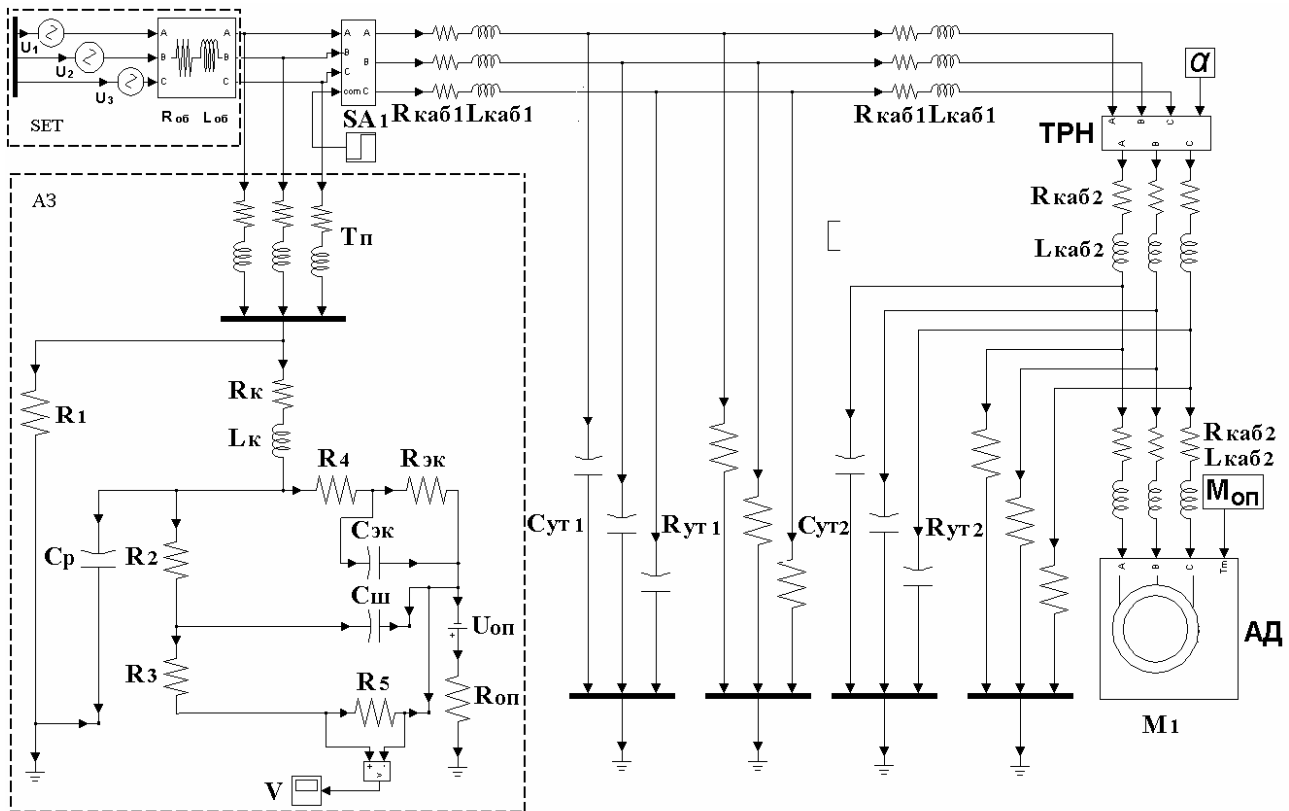 U1
U2
U3
A
B
C
A
B
C
Rоб Lоб
SET
A
B
C
com
A
B
C
SA1
Rкаб1Lкаб1
Rкаб1Lкаб1
α
ТРН
A
B
C
A
B
C
Rкаб2
Lкаб2
АЗ
Tп
Rк
R1
Lк
R4
Rэк
Cэк
Cр
R2
Cш
Uоп
+
R3
R5
Rоп
+
-
v
V
Cут1
Rут1
Cут2
Rут2
Rкаб2
Lкаб2
Mоп
A
B
C
Tm
АД
M1